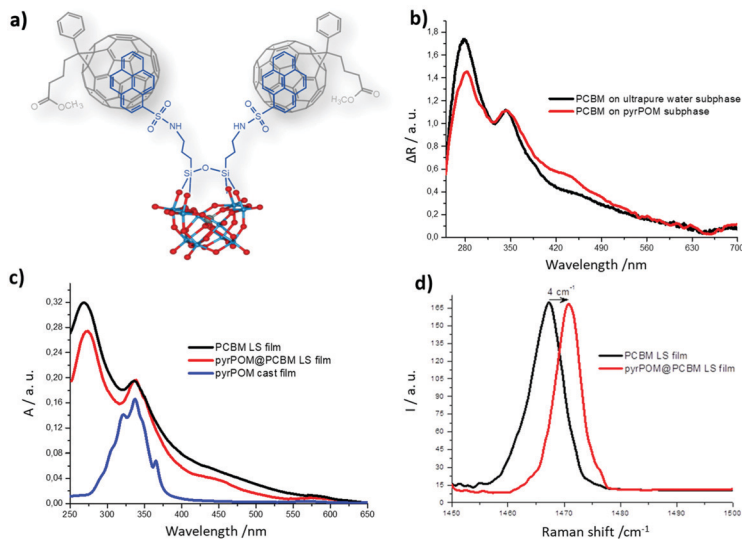 a)
OCH₃
O
O
S
O
NH
Si
O
Si
HN
O
S
O
H₃CO
O
b)
1,8
1,6
1,4
1,2
1,0
0,8
0,6
0,4
0,2
0,0
ΔR / a. u.
PCBM on ultrapure water subphase
PCBM on pyrPOM subphase
280 350 420 490 560 630 700
Wavelength /nm
c)
0,32
0,28
0,24
0,20
0,16
0,12
0,08
0,04
0,00
A / a. u.
PCBM LS film
pyrPOM@PCBM LS film
pyrPOM cast film
250 300 350 400 450 500 550 600 650
Wavelength/nm
d)
4 cm⁻¹
165
150
135
120
105
90
75
60
45
30
15
0
I / a. u.
PCBM LS film
pyrPOM@PCBM LS film
1450 1460 1470 1480 1490 1500
Raman shift /cm⁻¹